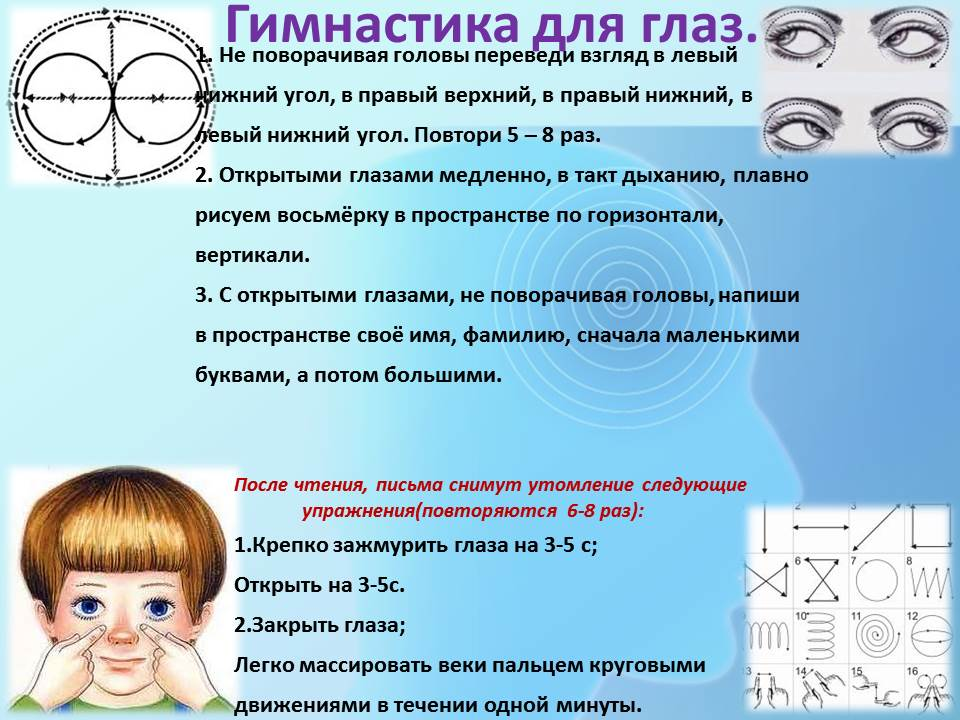 Гимнастика для глаз.
1. Не поворачивая головы переведи взгляд в левый
нижний угол, в правый верхний, в правый нижний, в
левый нижний угол. Повтори 5 – 8 раз.
2. Открытыми глазами медленно, в такт дыханию, плавно
рисуем восьмёрку в пространстве по горизонтали,
вертикали.
3. С открытыми глазами, не поворачивая головы, напиши
в пространстве своё имя, фамилию, сначала маленькими
буквами, а потом большими.
После чтения, письма снимут утомление следующие
упражнения(повторяются 6-8 раз):
1.Крепко зажмурить глаза на 3-5 с;
Открыть на 3-5с.
2.Закрыть глаза;
Легко массировать веки пальцем круговыми
движениями в течении одной минуты.
2 3 4
6 7 8
10 11 12
13 14 15 16